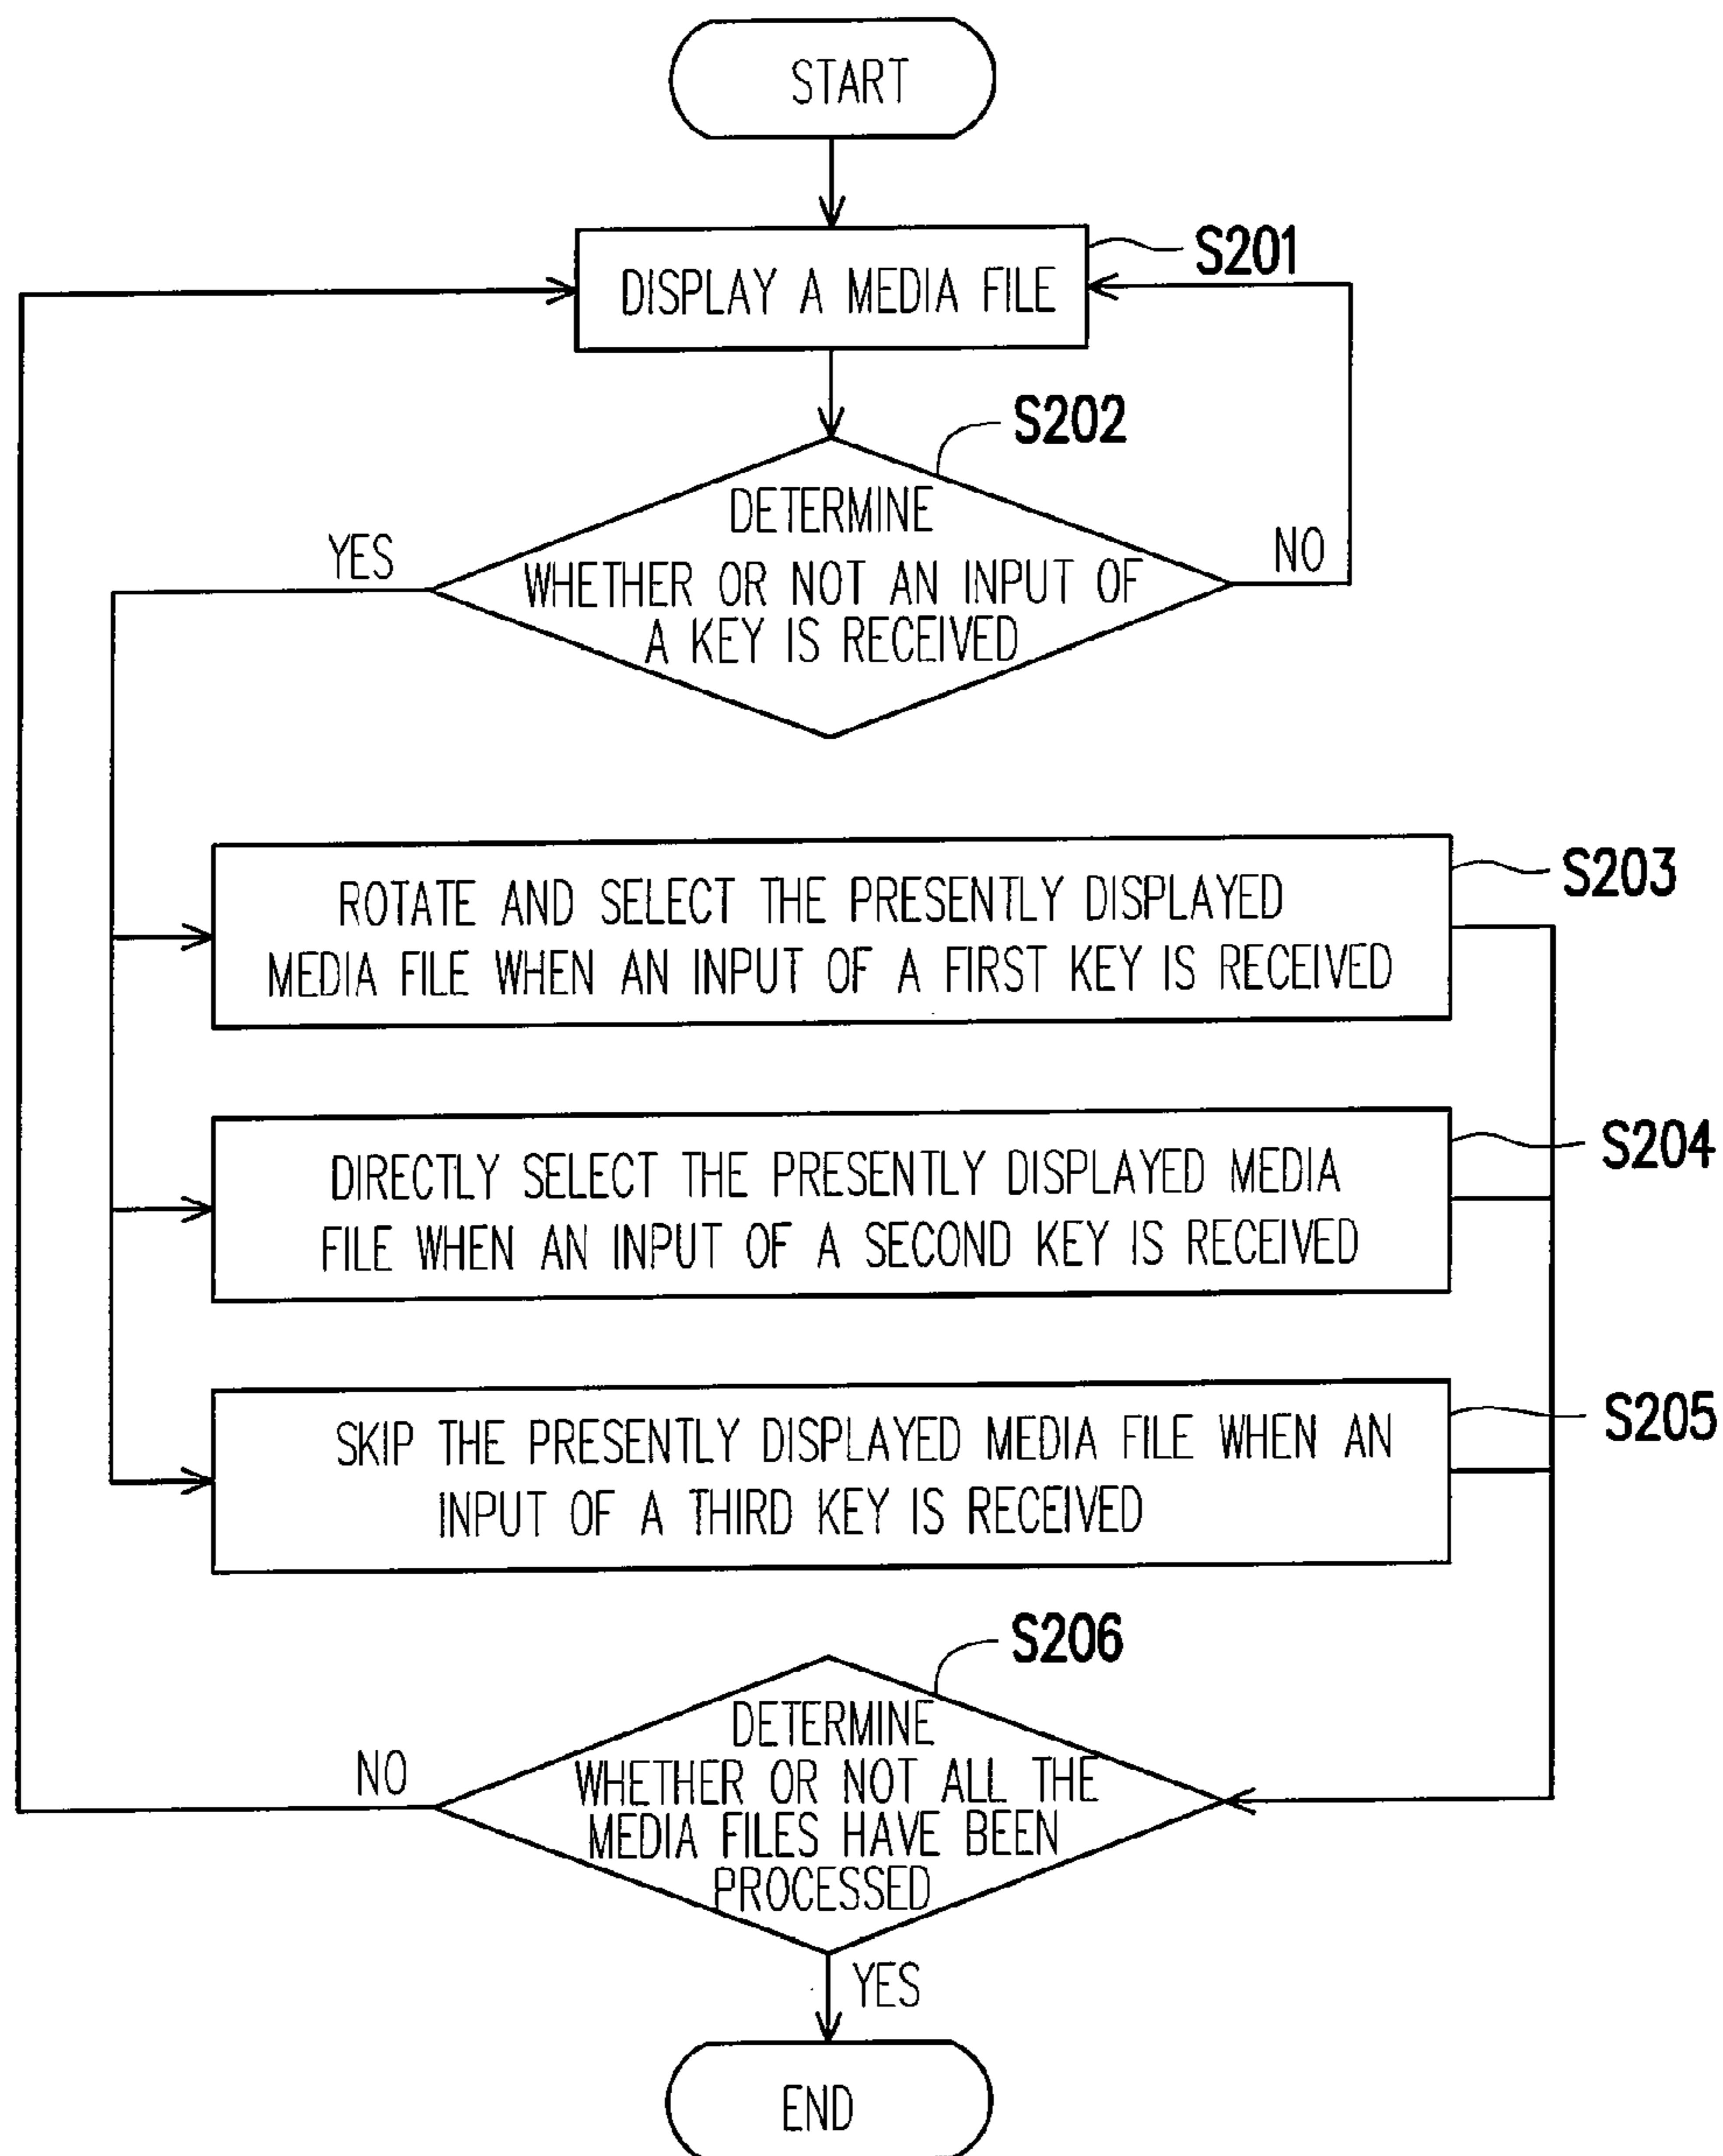 START
DISPLAY A MEDIA FILE
S201
S202
DETERMINE
WHETHER OR NOT AN INPUT OF
A KEY IS RECEIVED
YES
NO
S203
ROTATE AND SELECT THE PRESENTLY DISPLAYED
MEDIA FILE WHEN AN INPUT OF A FIRST KEY IS RECEIVED
S204
DIRECTLY SELECT THE PRESENTLY DISPLAYED MEDIA
FILE WHEN AN INPUT OF A SECOND KEY IS RECEIVED
S205
SKIP THE PRESENTLY DISPLAYED MEDIA FILE WHEN AN
INPUT OF A THIRD KEY IS RECEIVED
S206
DETERMINE
WHETHER OR NOT ALL THE
MEDIA FILES HAVE BEEN
PROCESSED
NO
YES
END